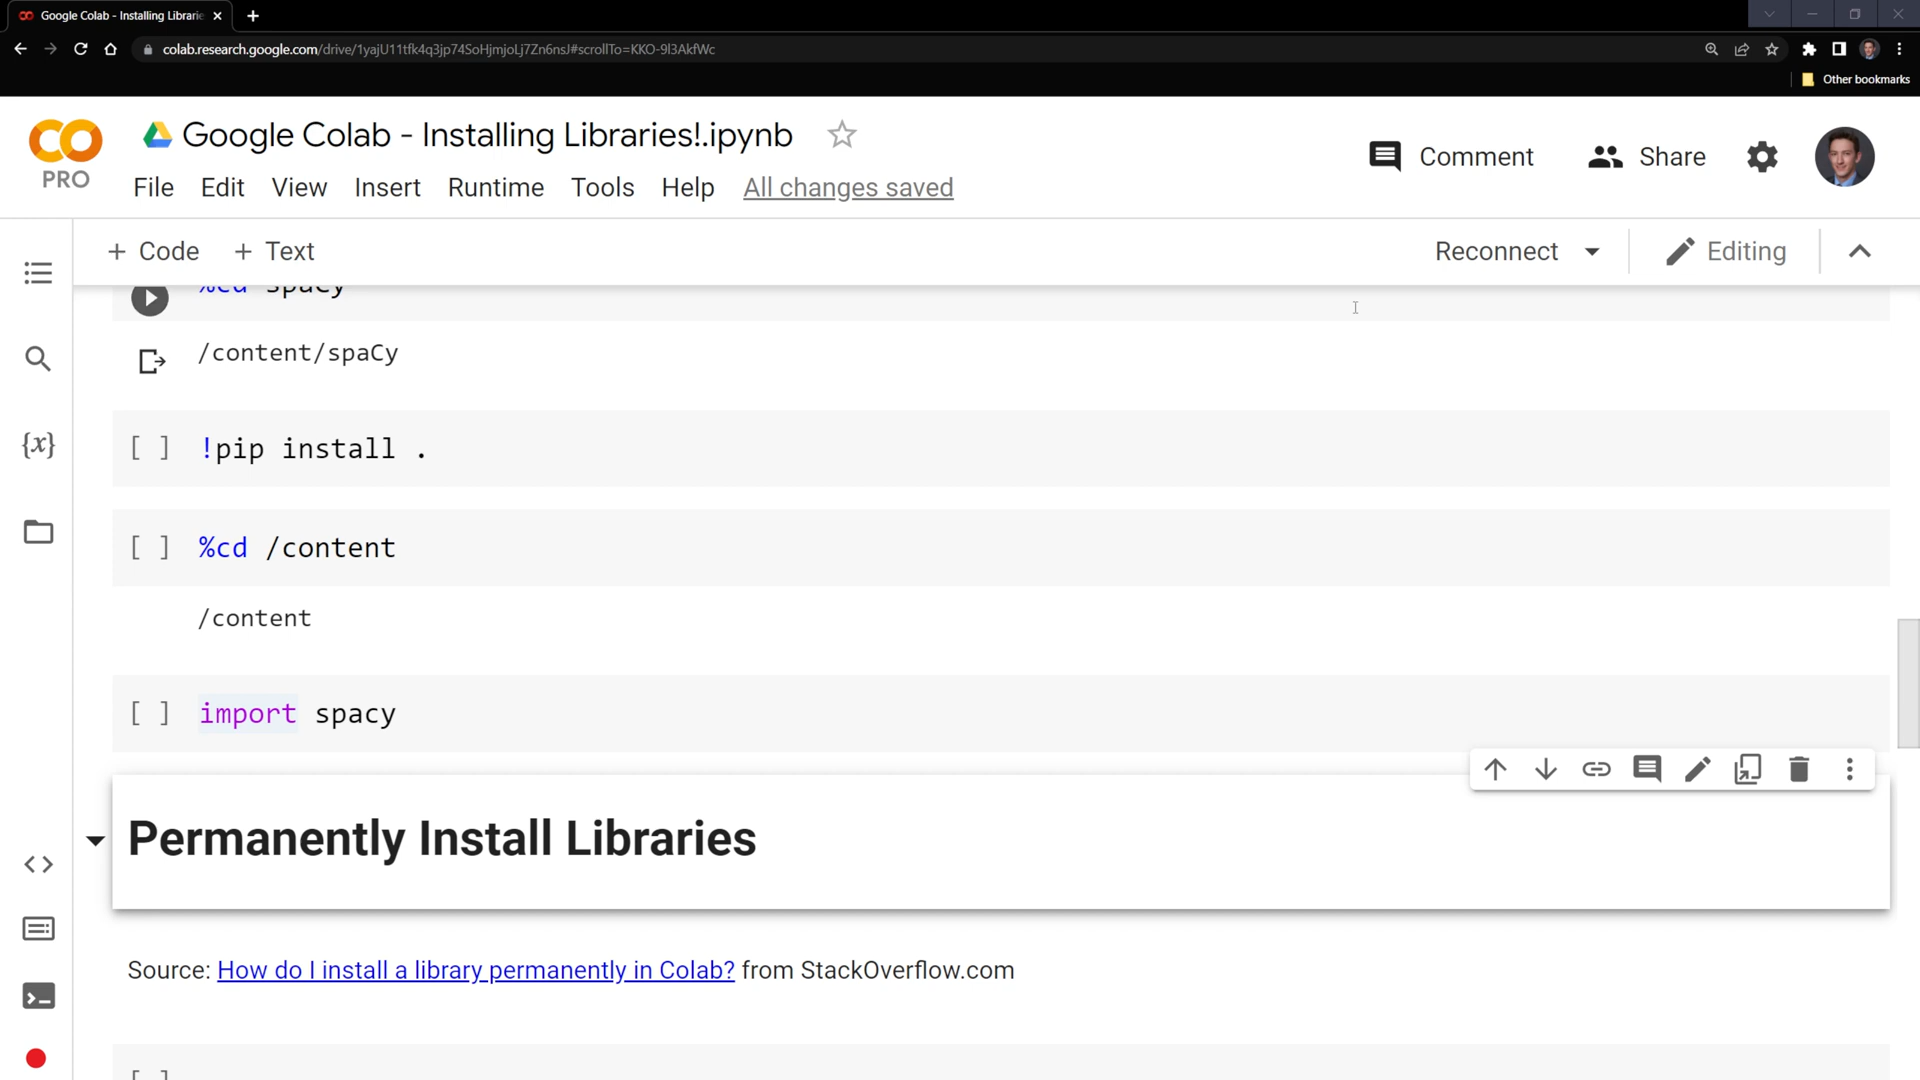 Google Colab - Installing Librarie
colab.research.google.com/drive/1yajU11tfk4q3jp74SoHjmjoLj7Zn6nsJ#scrollTo=KKO-9l3AkfWc
Other bookmarks
PRO
Google Colab - Installing Libraries!.ipynb
Comment
Share
File Edit View Insert Runtime Tools Help All changes saved
+ Code + Text
Reconnect
Editing
%cd spaCy
/content/spaCy
[ ] !pip install .
[ ] %cd /content
/content
[ ] import spacy
Permanently Install Libraries
Source: How do I install a library permanently in Colab? from StackOverflow.com
[ ]
{x}
<>